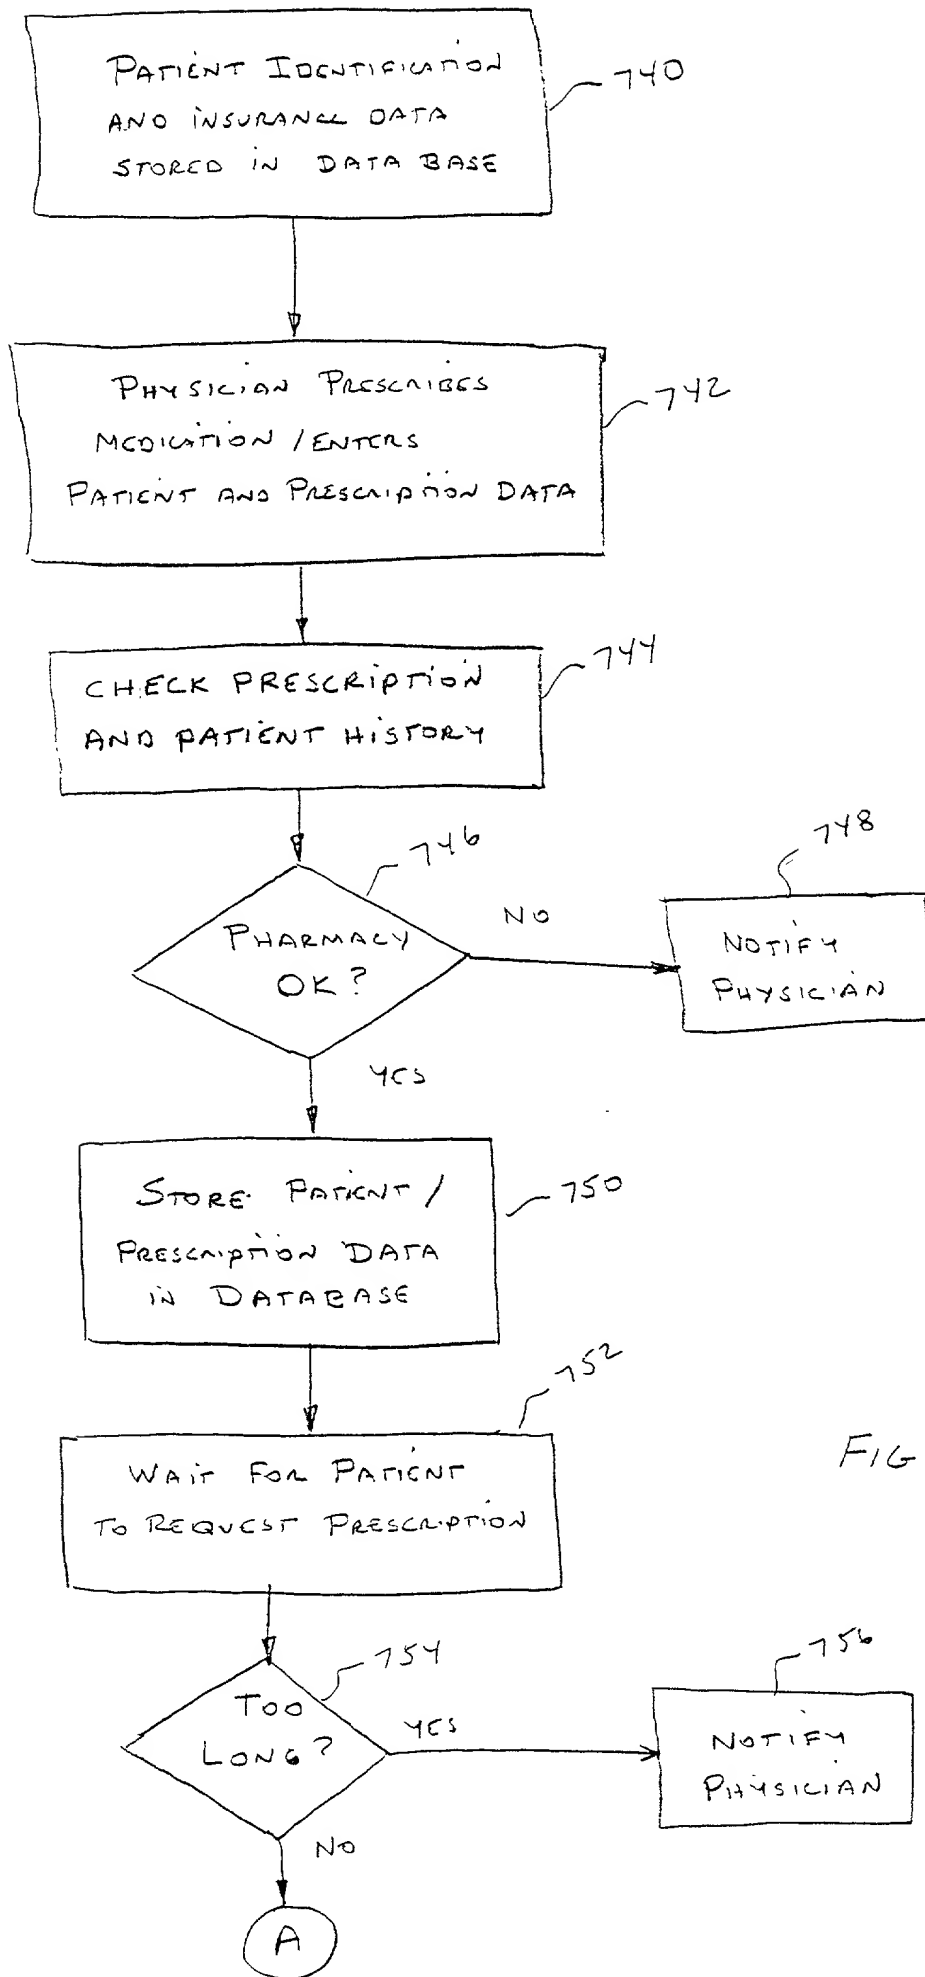 PATIENT IDENTIFICATION
AND INSURANCE DATA
STORED IN DATA BASE
740
PHYSICIAN PRESCRIBES
MEDICATION / ENTERS
PATIENT AND PRESCRIPTION DATA
742
CHECK PRESCRIPTION
AND PATIENT HISTORY
744
746
PHARMACY
OK?
NO
748
NOTIFY
PHYSICIAN
YES
STORE PATIENT /
PRESCRIPTION DATA
IN DATABASE
750
752
WAIT FOR PATIENT
TO REQUEST PRESCRIPTION
FIG
754
TOO
LONG?
YES
756
NOTIFY
PHYSICIAN
NO
A